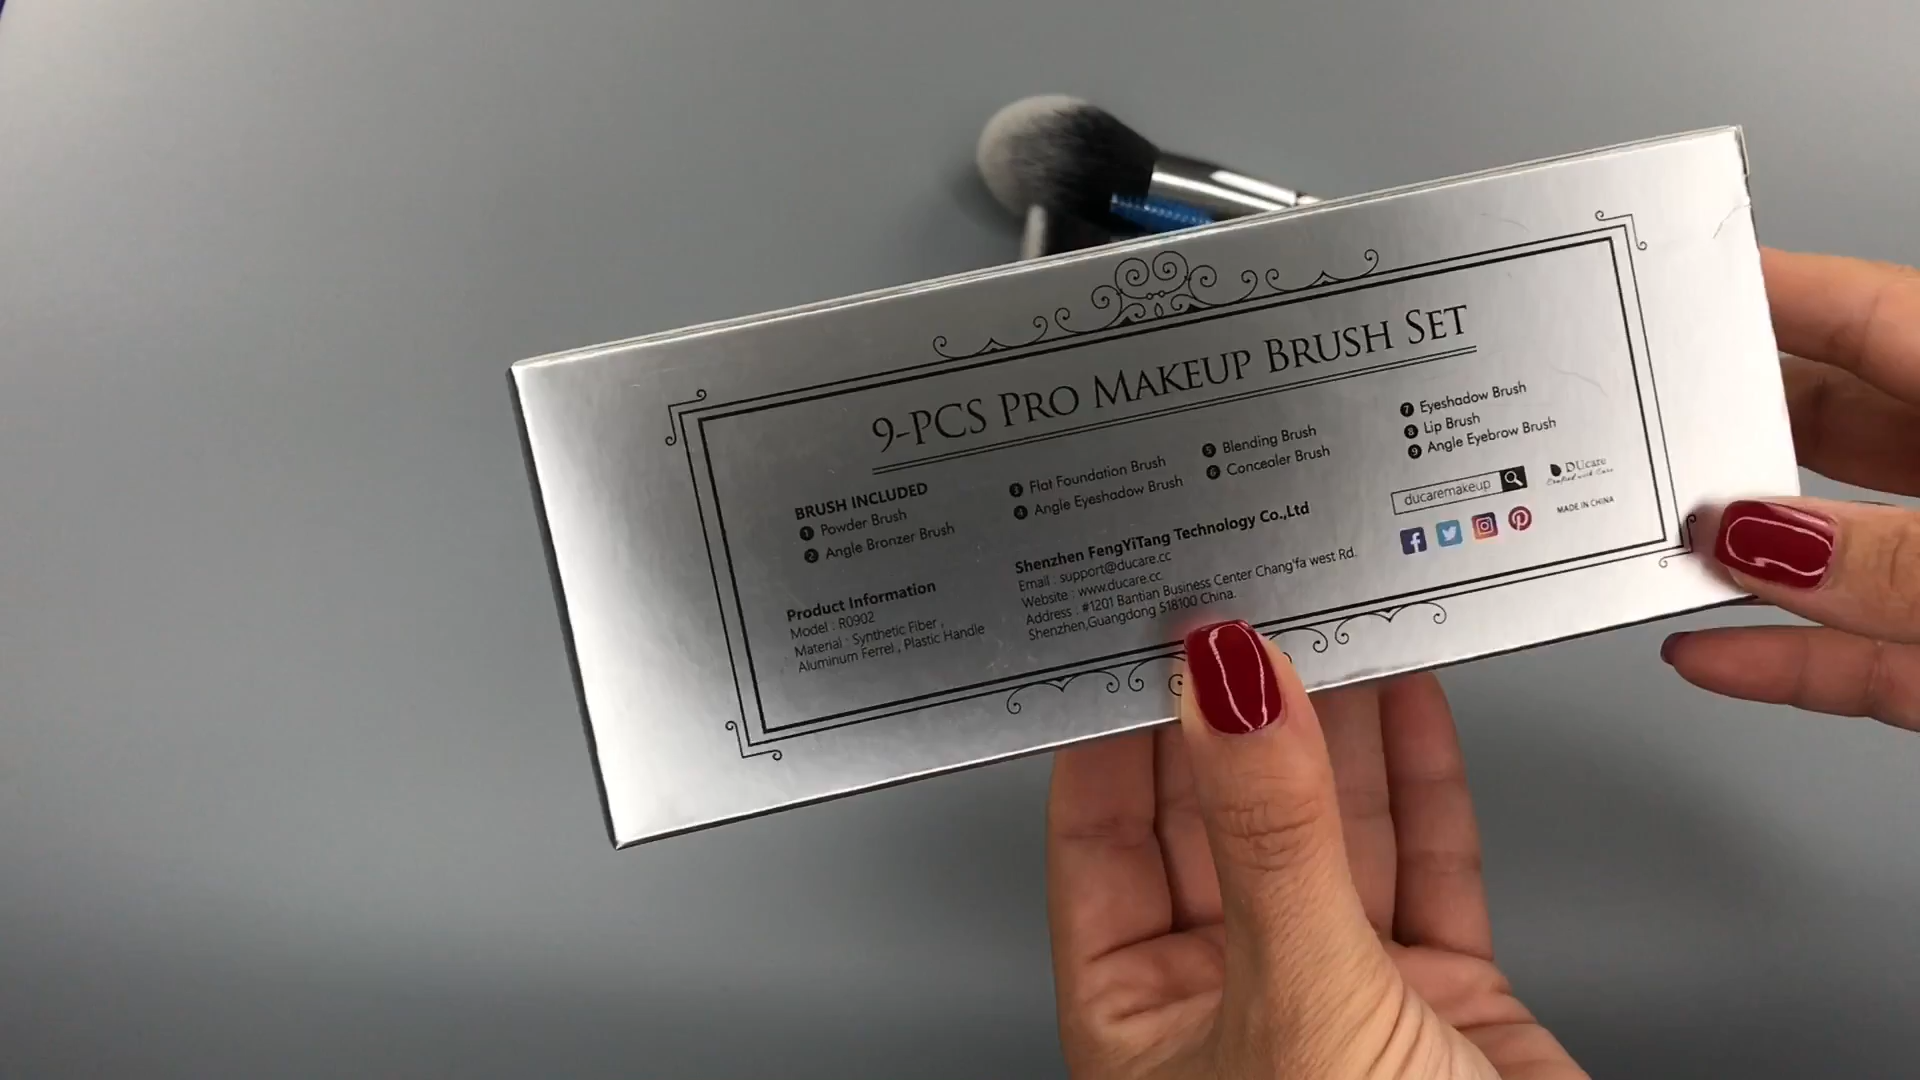 9-PCS PRO MAKEUP BRUSH SET
BRUSH INCLUDED
1 Powder Brush
2 Angle Bronzer Brush
3 Flat Foundation Brush
4 Angle Eyeshadow Brush
5 Blending Brush
6 Concealer Brush
7 Eyeshadow Brush
8 Lip Brush
9 Angle Eyebrow Brush
Product Information
Model : R0902
Material : Synthetic Fiber ,
Aluminum Ferrel , Plastic Handle
Shenzhen FengYiTang Technology Co.,Ltd
Email : support@ducare.cc
Website : www.ducare.cc
Address : #1201 Bantian Business Center Chang'fa west Rd.
Shenzhen,Guangdong 518100 China.
ducaremakeup
DUcare
Crafted with Care
MADE IN CHINA